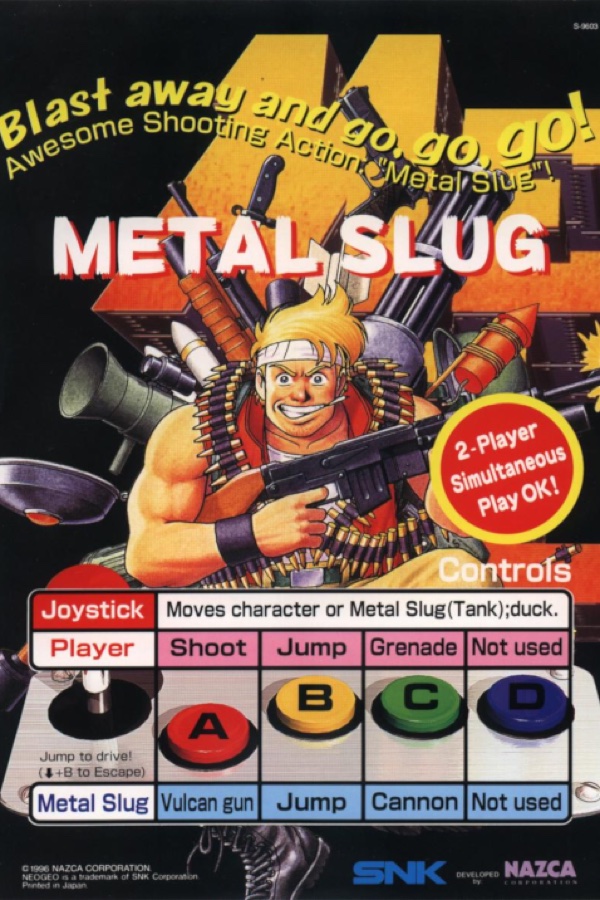 S-9603
Blast away and go, go, go!
Awesome Shooting Action, "Metal Slug"!
METAL SLUG
2-Player
Simultaneous
Play OK!
Controls
Joystick Moves character or Metal Slug(Tank);duck.
Player Shoot Jump Grenade Not used
A B C D
Jump to drive!
(⬇+B to Escape)
Metal Slug Vulcan gun Jump Cannon Not used
©1996 NAZCA CORPORATION.
NEOGEO is a trademark of SNK Corporation.
Printed in Japan.
SNK DEVELOPED by. NAZCA
CORPORATION